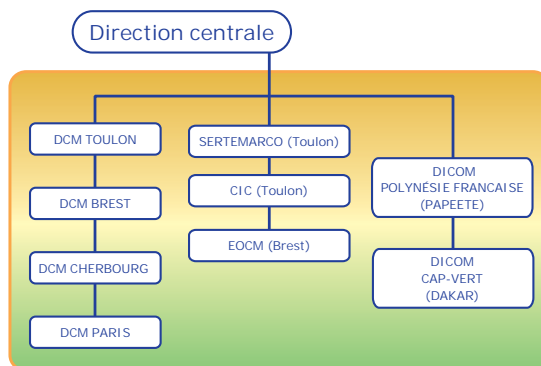 Direction centrale
DCM TOULON
DCM BREST
DCM CHERBOURG
DCM PARIS
SERTEMARCO (Toulon)
CIC (Toulon)
EOCM (Brest)
DICOM
POLYNÉSIE FRANCAISE
(PAPEETE)
DICOM
CAP-VERT
(DAKAR)